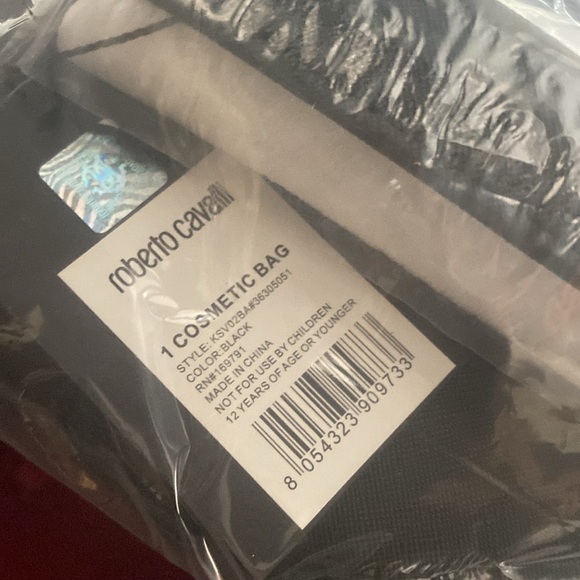 roberto cavalli
1 COSMETIC BAG
STYLE: KSV02BA#36305051
COLOR:BLACK
RN#169791
MADE IN CHINA
NOT FOR USE BY CHILDREN
12 YEARS OF AGE OR YOUNGER
8 054323 909733